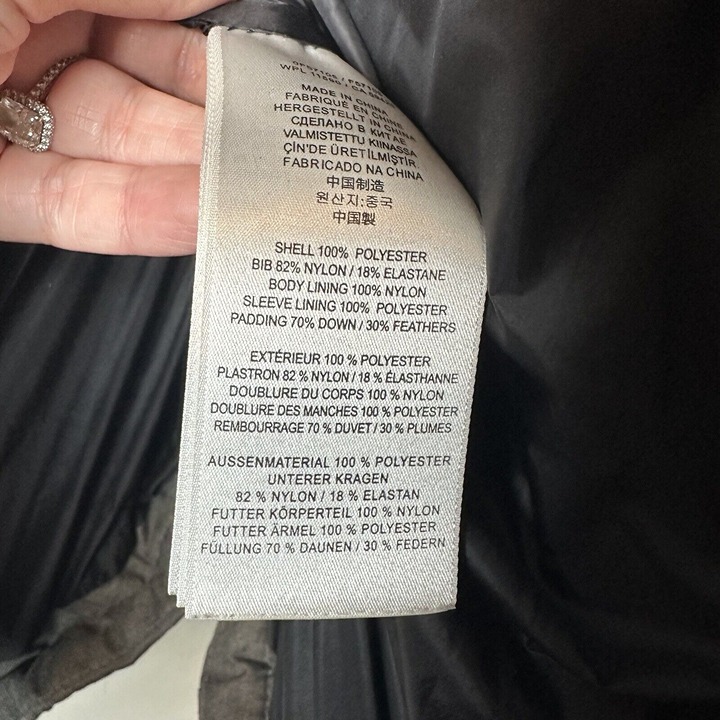 MADE IN CHINA
FABRIQUÉ EN CHINE
HERGESTELLT IN CHINA
СДЕЛАНО В КИТАЕ
VALMISTETTU KIINASSA
ÇİN'DE ÜRETİLMİŞTİR.
FABRICADO NA CHINA
中国制造
원산지:중국
中國製
SHELL 100% POLYESTER
BIB 82% NYLON / 18% ELASTANE
BODY LINING 100% NYLON
SLEEVE LINING 100% POLYESTER
PADDING 70% DOWN / 30% FEATHERS
EXTÉRIEUR 100 % POLYESTER
PLASTRON 82 % NYLON / 18 % ÉLASTHANNE
DOUBLURE DU CORPS 100 % NYLON
DOUBLURE DES MANCHES 100 % POLYESTER
REMBOURRAGE 70 % DUVET / 30 % PLUMES
AUSSENMATERIAL 100 % POLYESTER
UNTERER KRAGEN
82 % NYLON / 18 % ELASTAN
FUTTER KÖRPERTEIL 100 % NYLON
FUTTER ÄRMEL 100 % POLYESTER
FÜLLUNG 70 % DAUNEN / 30 % FEDERN